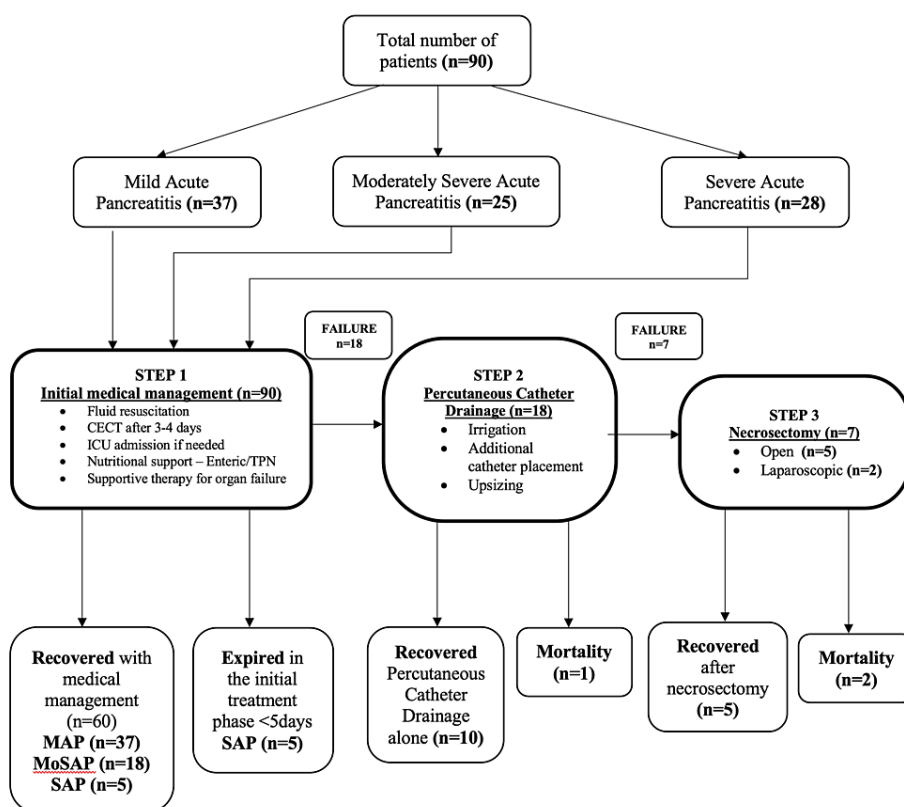 Total number of
patients (n=90)
Mild Acute
Pancreatitis (n=37)
Moderately Severe Acute
Pancreatitis (n=25)
Severe Acute
Pancreatitis (n=28)
FAILURE
n=18
FAILURE
n=7
STEP 1
Initial medical management (n=90)
• Fluid resuscitation
• CECT after 3-4 days
• ICU admission if needed
• Nutritional support – Enteric/TPN
• Supportive therapy for organ failure
STEP 2
Percutaneous Catheter
Drainage (n=18)
• Irrigation
• Additional
catheter placement
• Upsizing
STEP 3
Necrosectomy (n=7)
• Open (n=5)
• Laparoscopic (n=2)
Recovered with
medical
management
(n=60)
MAP (n=37)
MoSAP (n=18)
SAP (n=5)
Expired in
the initial
treatment
phase <5days
SAP (n=5)
Recovered
Percutaneous
Catheter
Drainage
alone (n=10)
Mortality
(n=1)
Recovered
after
necrosectomy
(n=5)
Mortality
(n=2)